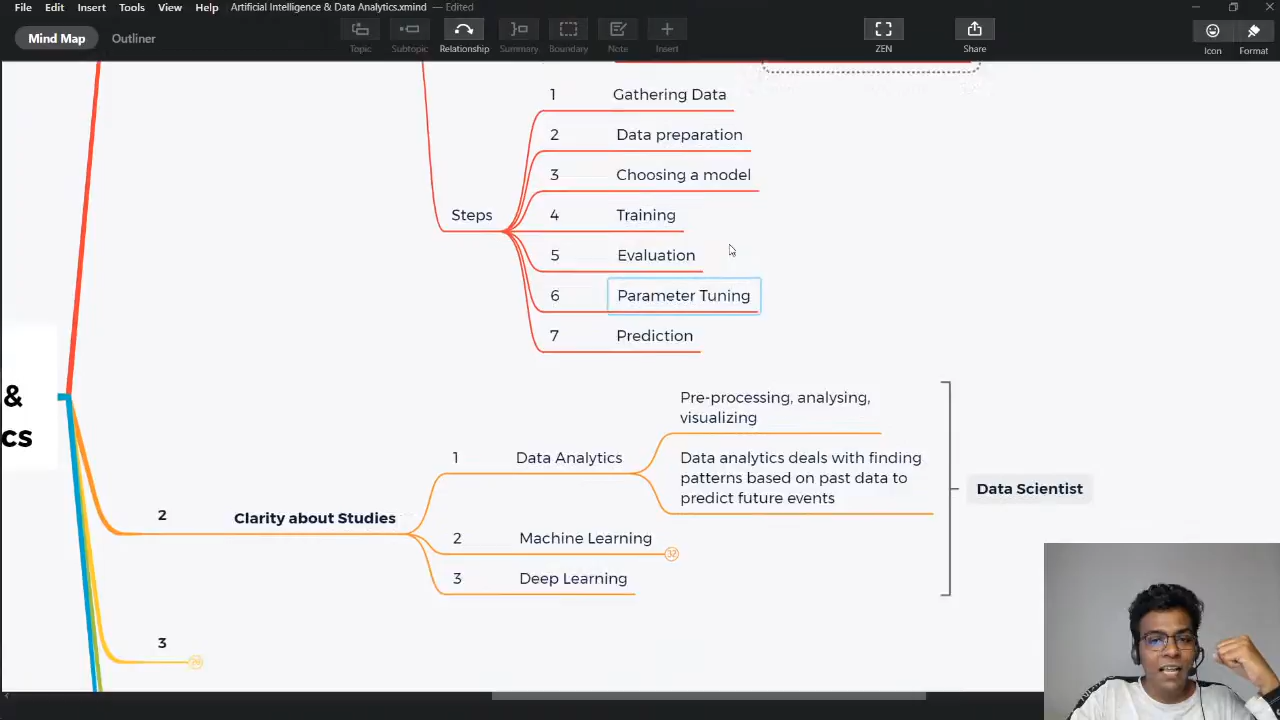 File Edit Insert Tools View Help Artificial Intelligence & Data Analytics.xmind — Edited
Mind Map Outliner
Topic Subtopic Relationship Summary Boundary Note Insert ZEN Share Icon Format
1 Gathering Data
2 Data preparation
3 Choosing a model
Steps 4 Training
5 Evaluation
6 Parameter Tuning
7 Prediction
&
cs
Pre-processing, analysing,
visualizing
1 Data Analytics
Data analytics deals with finding
patterns based on past data to
predict future events
Data Scientist
2 Clarity about Studies
2 Machine Learning 37
3 Deep Learning
3